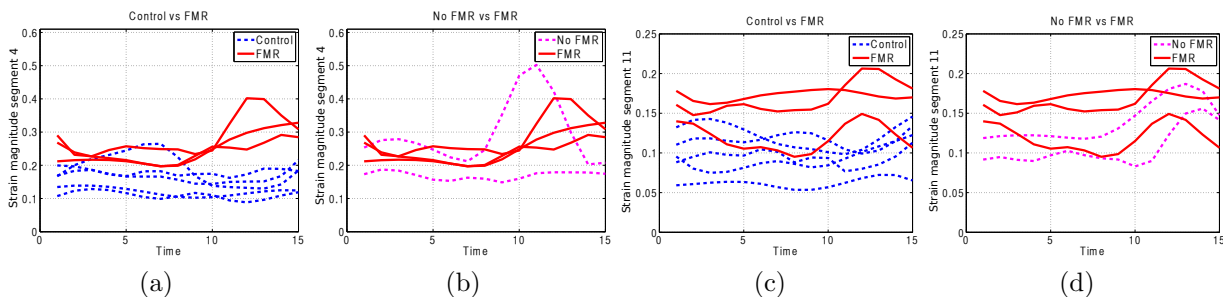 Control vs FMR
Strain magnitude segment 4
0.6
0.5
0.4
0.3
0.2
0.1
0
Control
FMR
0 5 10 15
Time
(a)
No FMR vs FMR
Strain magnitude segment 4
0.6
0.5
0.4
0.3
0.2
0.1
0
No FMR
FMR
0 5 10 15
Time
(b)
Control vs FMR
Strain magnitude segment 11
0.25
0.2
0.15
0.1
0.05
0
Control
FMR
0 5 10 15
Time
(c)
No FMR vs FMR
Strain magnitude segment 11
0.25
0.2
0.15
0.1
0.05
0
No FMR
FMR
0 5 10 15
Time
(d)